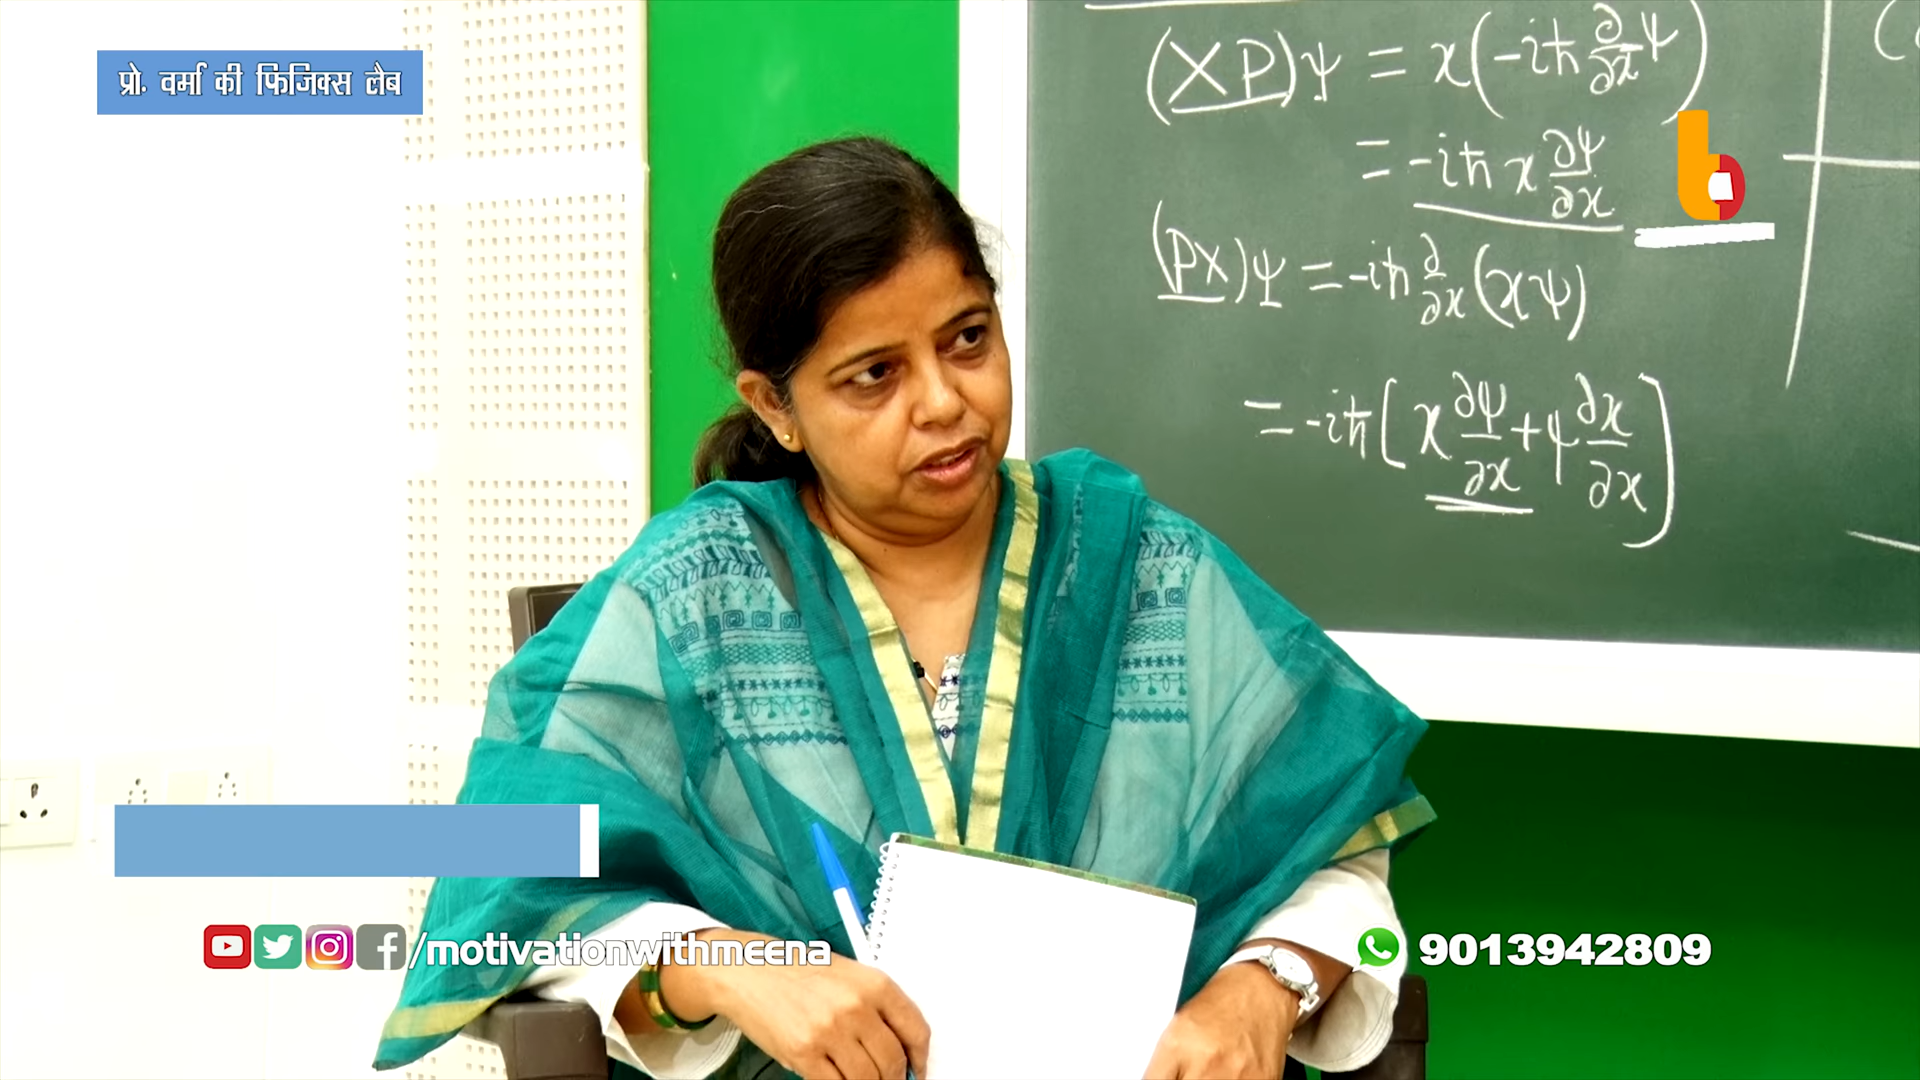 प्रो. वर्मा की फिजिक्स लैब
(XP)ψ = x(-iħ ∂/∂x ψ)
= -iħ x ∂ψ/∂x
(PX)ψ = -iħ ∂/∂x (xψ)
= -iħ [x ∂ψ/∂x + ψ ∂x/∂x]
/motivationwithmeena
9013942809